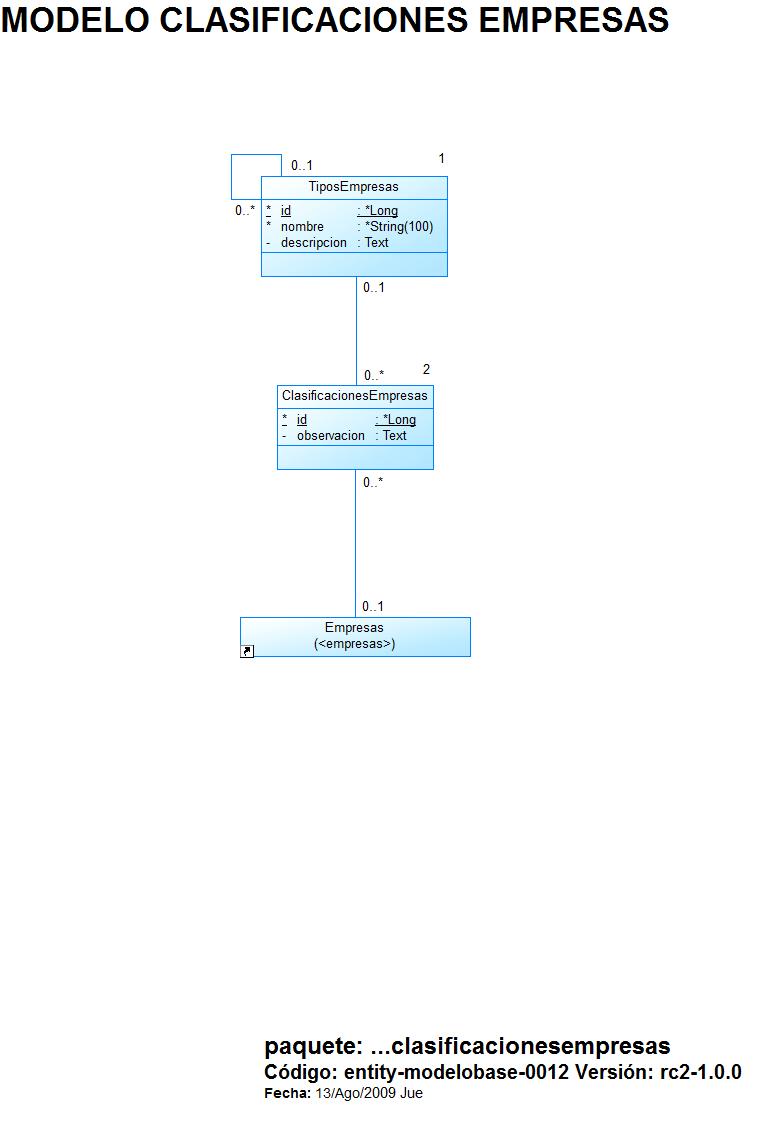 MODELO CLASIFICACIONES EMPRESAS
0..1
1
TiposEmpresas
0..*
* id : *Long
* nombre : *String(100)
- descripcion : Text
0..1
0..*
2
ClasificacionesEmpresas
* id : *Long
- observacion : Text
0..*
0..1
Empresas
(<empresas>)
paquete: ...clasificacionesempresas
Código: entity-modelobase-0012 Versión: rc2-1.0.0
Fecha: 13/Ago/2009 Jue